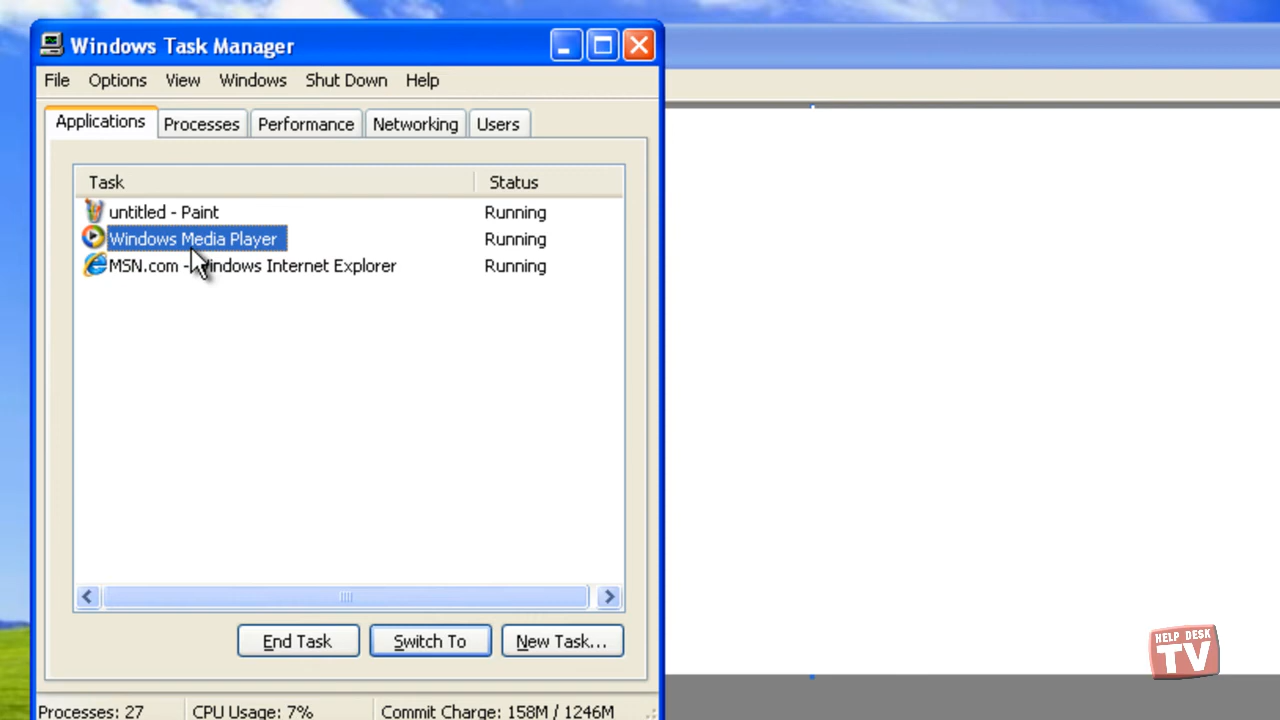 Windows Task Manager
File Options View Windows Shut Down Help
Applications Processes Performance Networking Users
Task Status
untitled - Paint Running
Windows Media Player Running
MSN.com - Windows Internet Explorer Running
End Task Switch To New Task...
Processes: 27 CPU Usage: 7% Commit Charge: 158M / 1246M
HELP DESK
TV